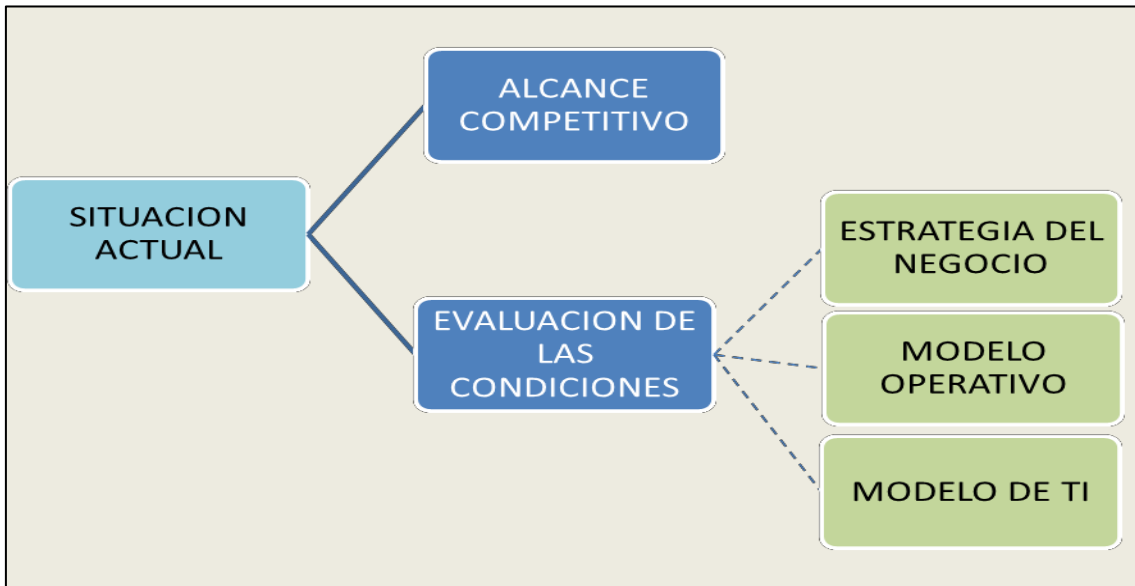 SITUACION
ACTUAL
ALCANCE
COMPETITIVO
EVALUACION DE
LAS
CONDICIONES
ESTRATEGIA DEL
NEGOCIO
MODELO
OPERATIVO
MODELO DE TI